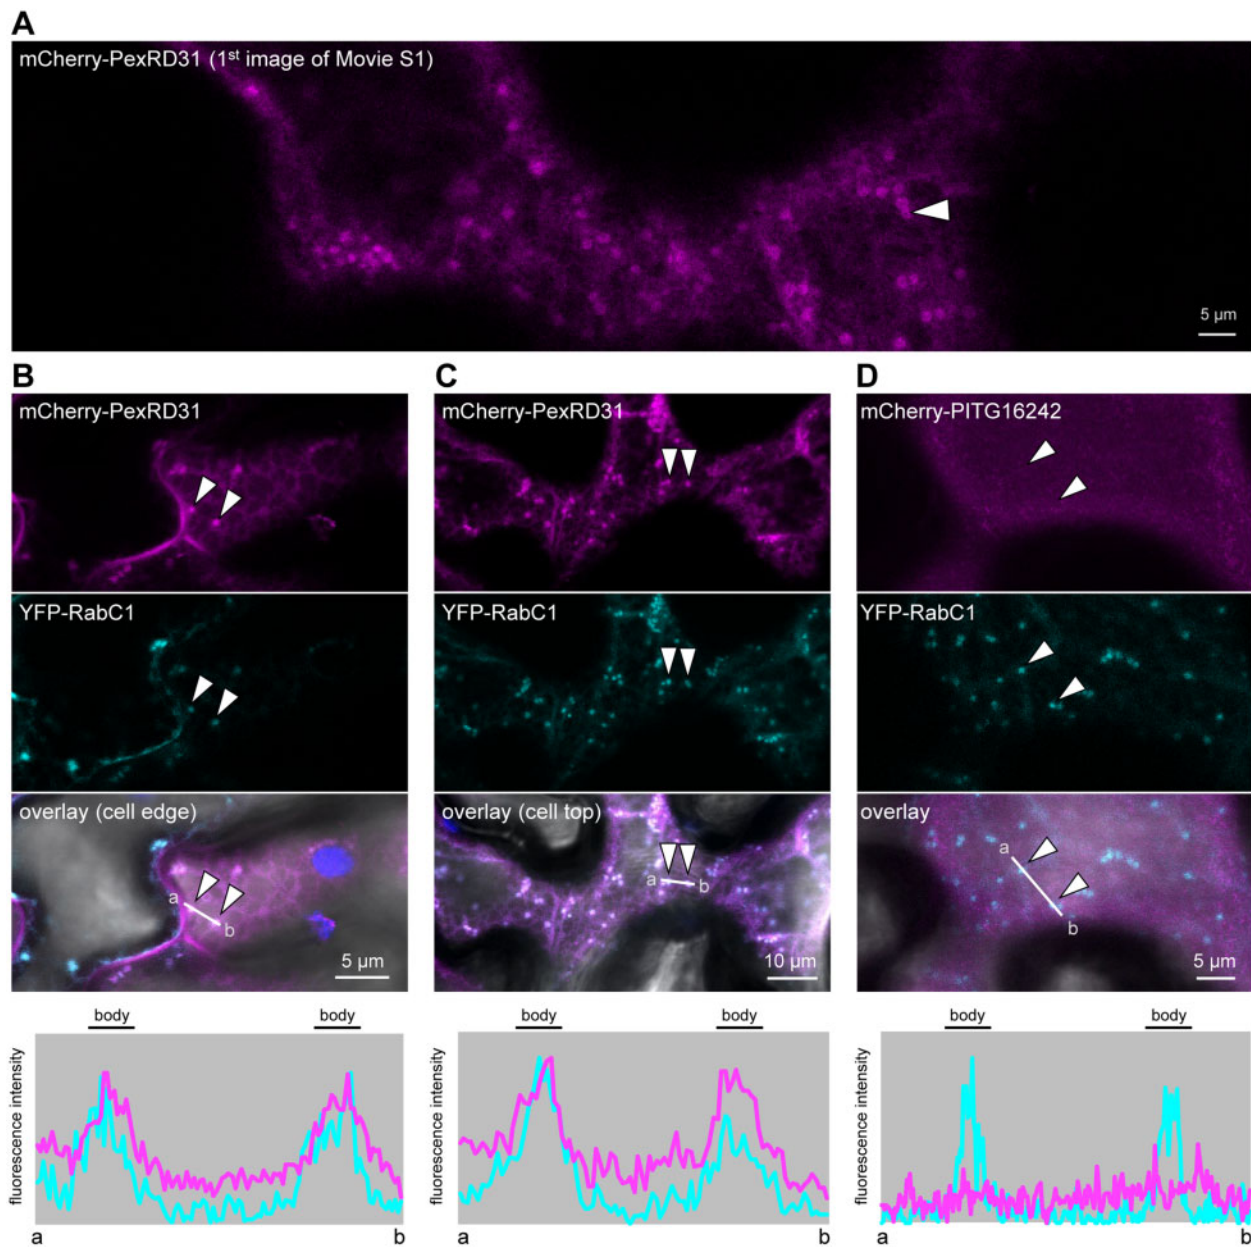 A
mCherry-PexRD31 (1st image of Movie S1)
5 µm
B
C
D
mCherry-PexRD31
mCherry-PexRD31
mCherry-PITG16242
YFP-RabC1
YFP-RabC1
YFP-RabC1
overlay (cell edge)
overlay (cell top)
overlay
a
b
a
b
a
b
5 µm
10 µm
5 µm
body
body
body
body
body
body
fluorescence intensity
fluorescence intensity
fluorescence intensity
a
b
a
b
a
b